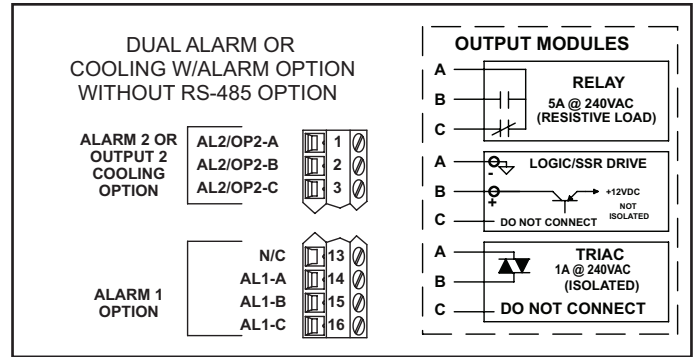 DUAL ALARM OR
COOLING W/ALARM OPTION
WITHOUT RS-485 OPTION
ALARM 2 OR
OUTPUT 2
COOLING
OPTION
AL2/OP2-A 1
AL2/OP2-B 2
AL2/OP2-C 3
ALARM 1
OPTION
N/C 13
AL1-A 14
AL1-B 15
AL1-C 16
OUTPUT MODULES
A
B
C
RELAY
5A @ 240VAC
(RESISTIVE LOAD)
A
B
C
LOGIC/SSR DRIVE
-
+
+12VDC
NOT
ISOLATED
DO NOT CONNECT
A
B
C
TRIAC
1A @ 240VAC
(ISOLATED)
DO NOT CONNECT